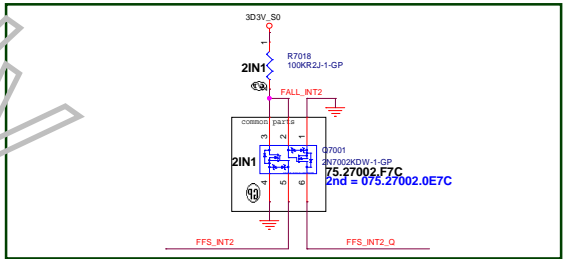 3D3V_S0
1
R7018
100KR2J-1-GP
2IN1
FALL_INT2
common parts
3 2 1
Q7001
2N7002KDW-1-GP
2IN1
75.27002.F7C
2nd = 075.27002.0E7C
4 5 6
FFS_INT2
FFS_INT2_Q